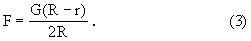 F = G(R − r) / 2R . (3)